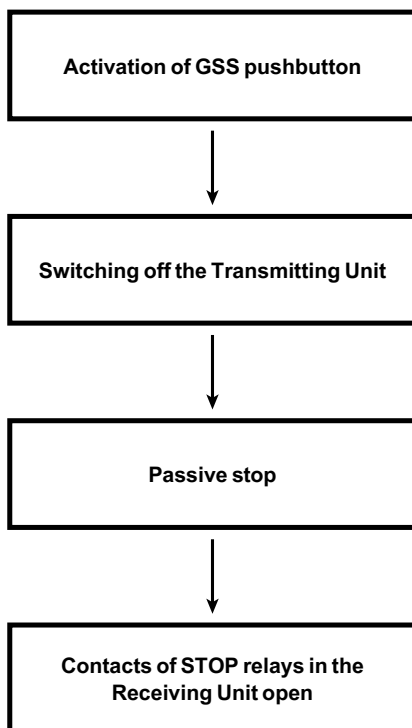 Activation of GSS pushbutton
Switching off the Transmitting Unit
Passive stop
Contacts of STOP relays in the
Receiving Unit open